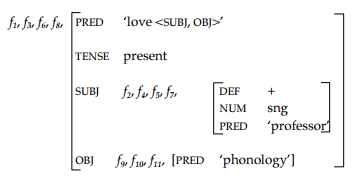 f1, f3, f6, f8, PRED ‘love <SUBJ, OBJ>’
TENSE present
SUBJ f2, f4, f5, f7, DEF +
NUM sng
PRED ‘professor’
OBJ f9, f10, f11, [PRED ‘phonology’]